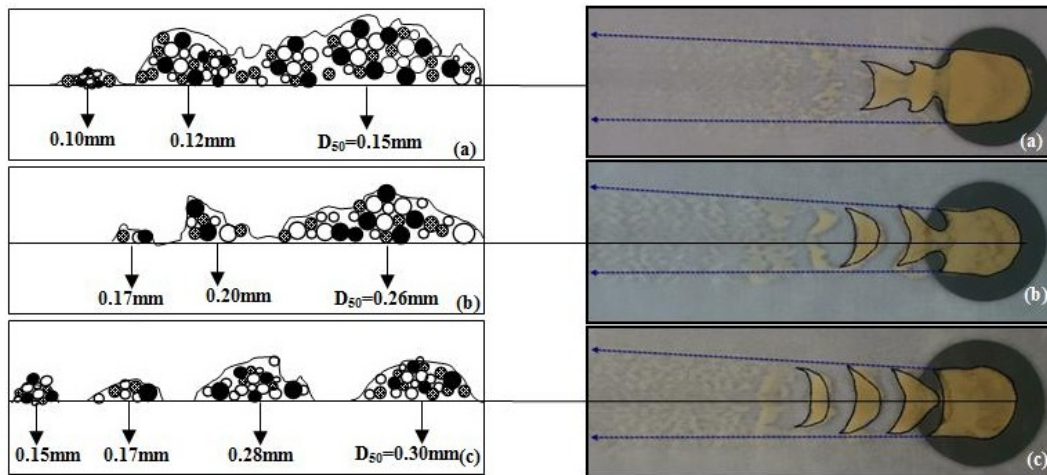 0.10mm
0.12mm
D₅₀=0.15mm
(a)
(a)
0.17mm
0.20mm
D₅₀=0.26mm
(b)
(b)
0.15mm
0.17mm
0.28mm
D₅₀=0.30mm(c)
(c)